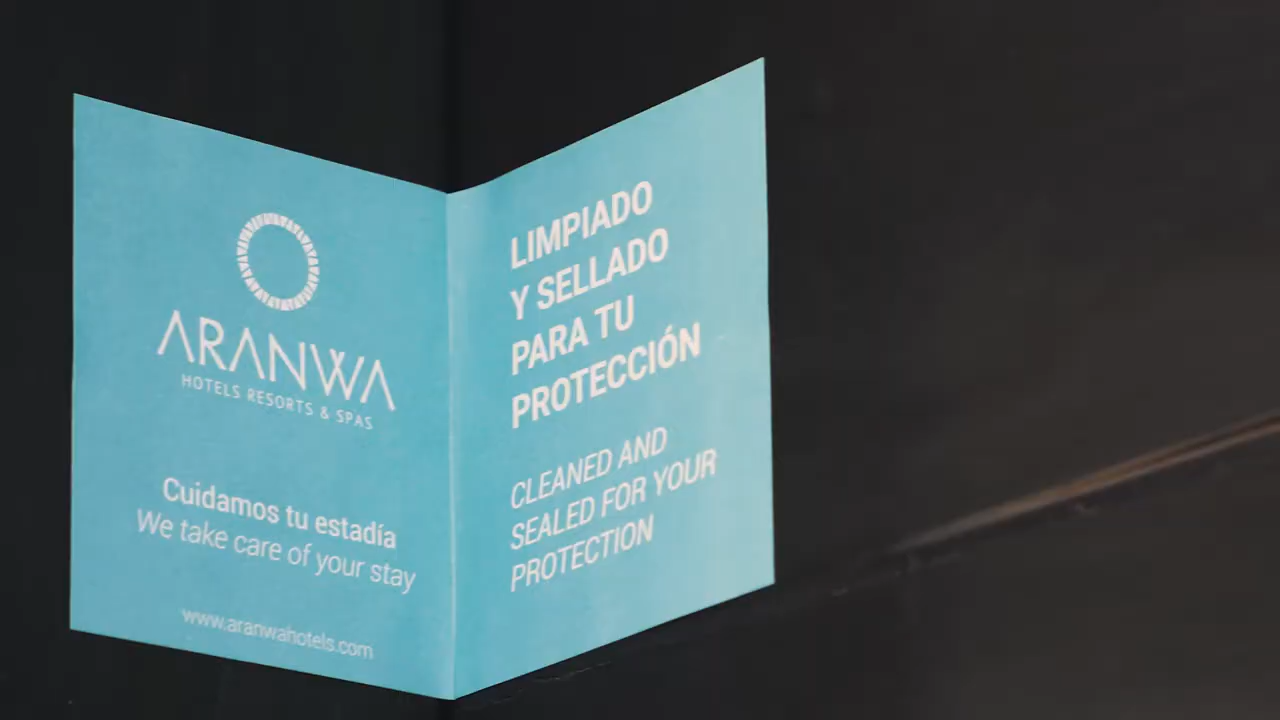 ARANWA
HOTELS RESORTS & SPAS
Cuidamos tu estadía
We take care of your stay
www.aranwahotels.com
LIMPIADO
Y SELLADO
PARA TU
PROTECCIÓN
CLEANED AND
SEALED FOR YOUR
PROTECTION